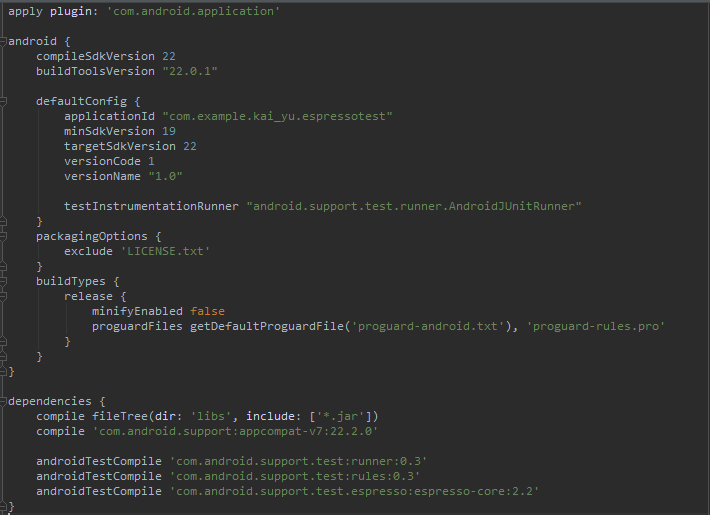 apply plugin: 'com.android.application'

android {
    compileSdkVersion 22
    buildToolsVersion "22.0.1"

    defaultConfig {
        applicationId "com.example.kai_yu.espressotest"
        minSdkVersion 19
        targetSdkVersion 22
        versionCode 1
        versionName "1.0"

        testInstrumentationRunner "android.support.test.runner.AndroidJUnitRunner"
    }
    packagingOptions {
        exclude 'LICENSE.txt'
    }
    buildTypes {
        release {
            minifyEnabled false
            proguardFiles getDefaultProguardFile('proguard-android.txt'), 'proguard-rules.pro'
        }
    }
}

dependencies {
    compile fileTree(dir: 'libs', include: ['*.jar'])
    compile 'com.android.support:appcompat-v7:22.2.0'

    androidTestCompile 'com.android.support.test:runner:0.3'
    androidTestCompile 'com.android.support.test:rules:0.3'
    androidTestCompile 'com.android.support.test.espresso:espresso-core:2.2'
}